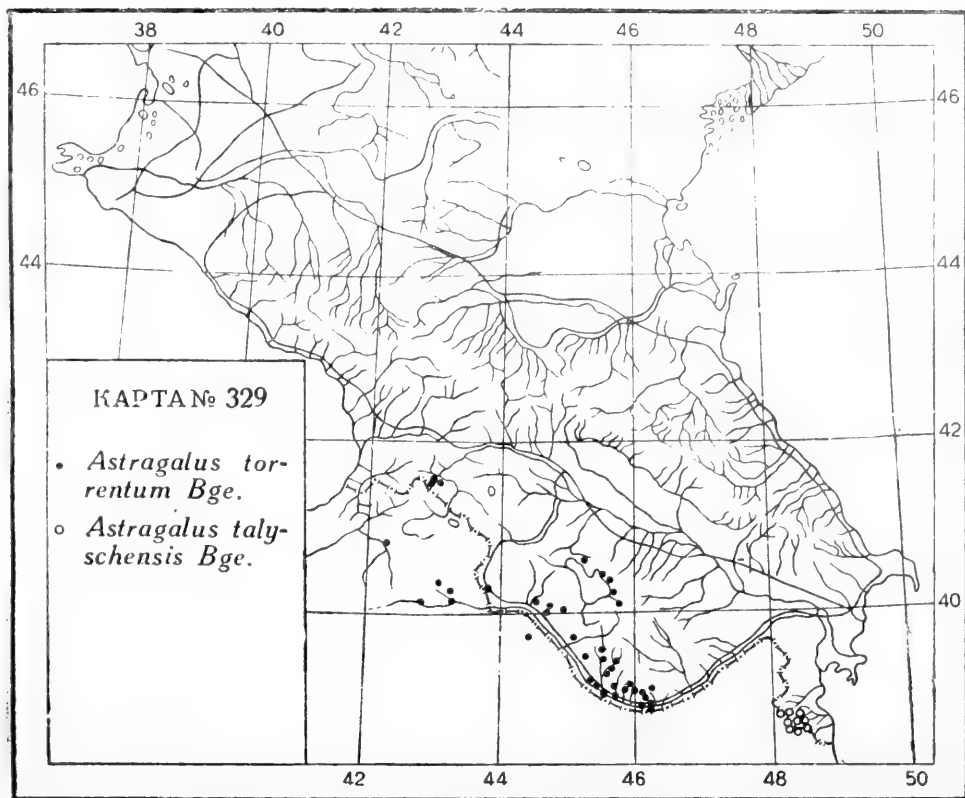 38 40 42 44 46 48 50
46 46
44 44
КАРТА № 329
42
• Astragalus tor-
rentum Bge.
○ Astragalus taly-
schensis Bge.
40
42 44 46 48 50